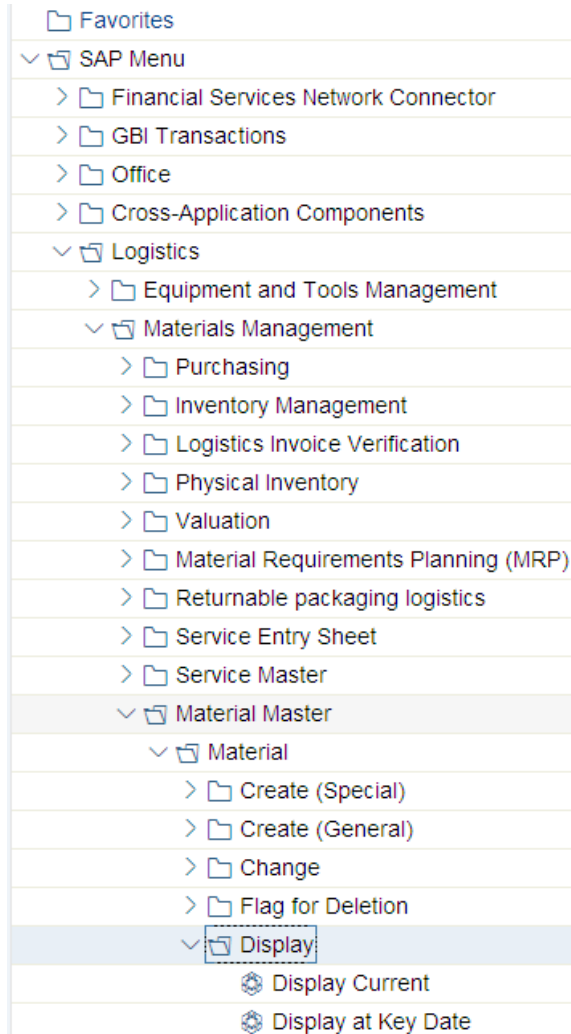 Favorites
SAP Menu
Financial Services Network Connector
GBI Transactions
Office
Cross-Application Components
Logistics
Equipment and Tools Management
Materials Management
Purchasing
Inventory Management
Logistics Invoice Verification
Physical Inventory
Valuation
Material Requirements Planning (MRP)
Returnable packaging logistics
Service Entry Sheet
Service Master
Material Master
Material
Create (Special)
Create (General)
Change
Flag for Deletion
Display
Display Current
Display at Key Date